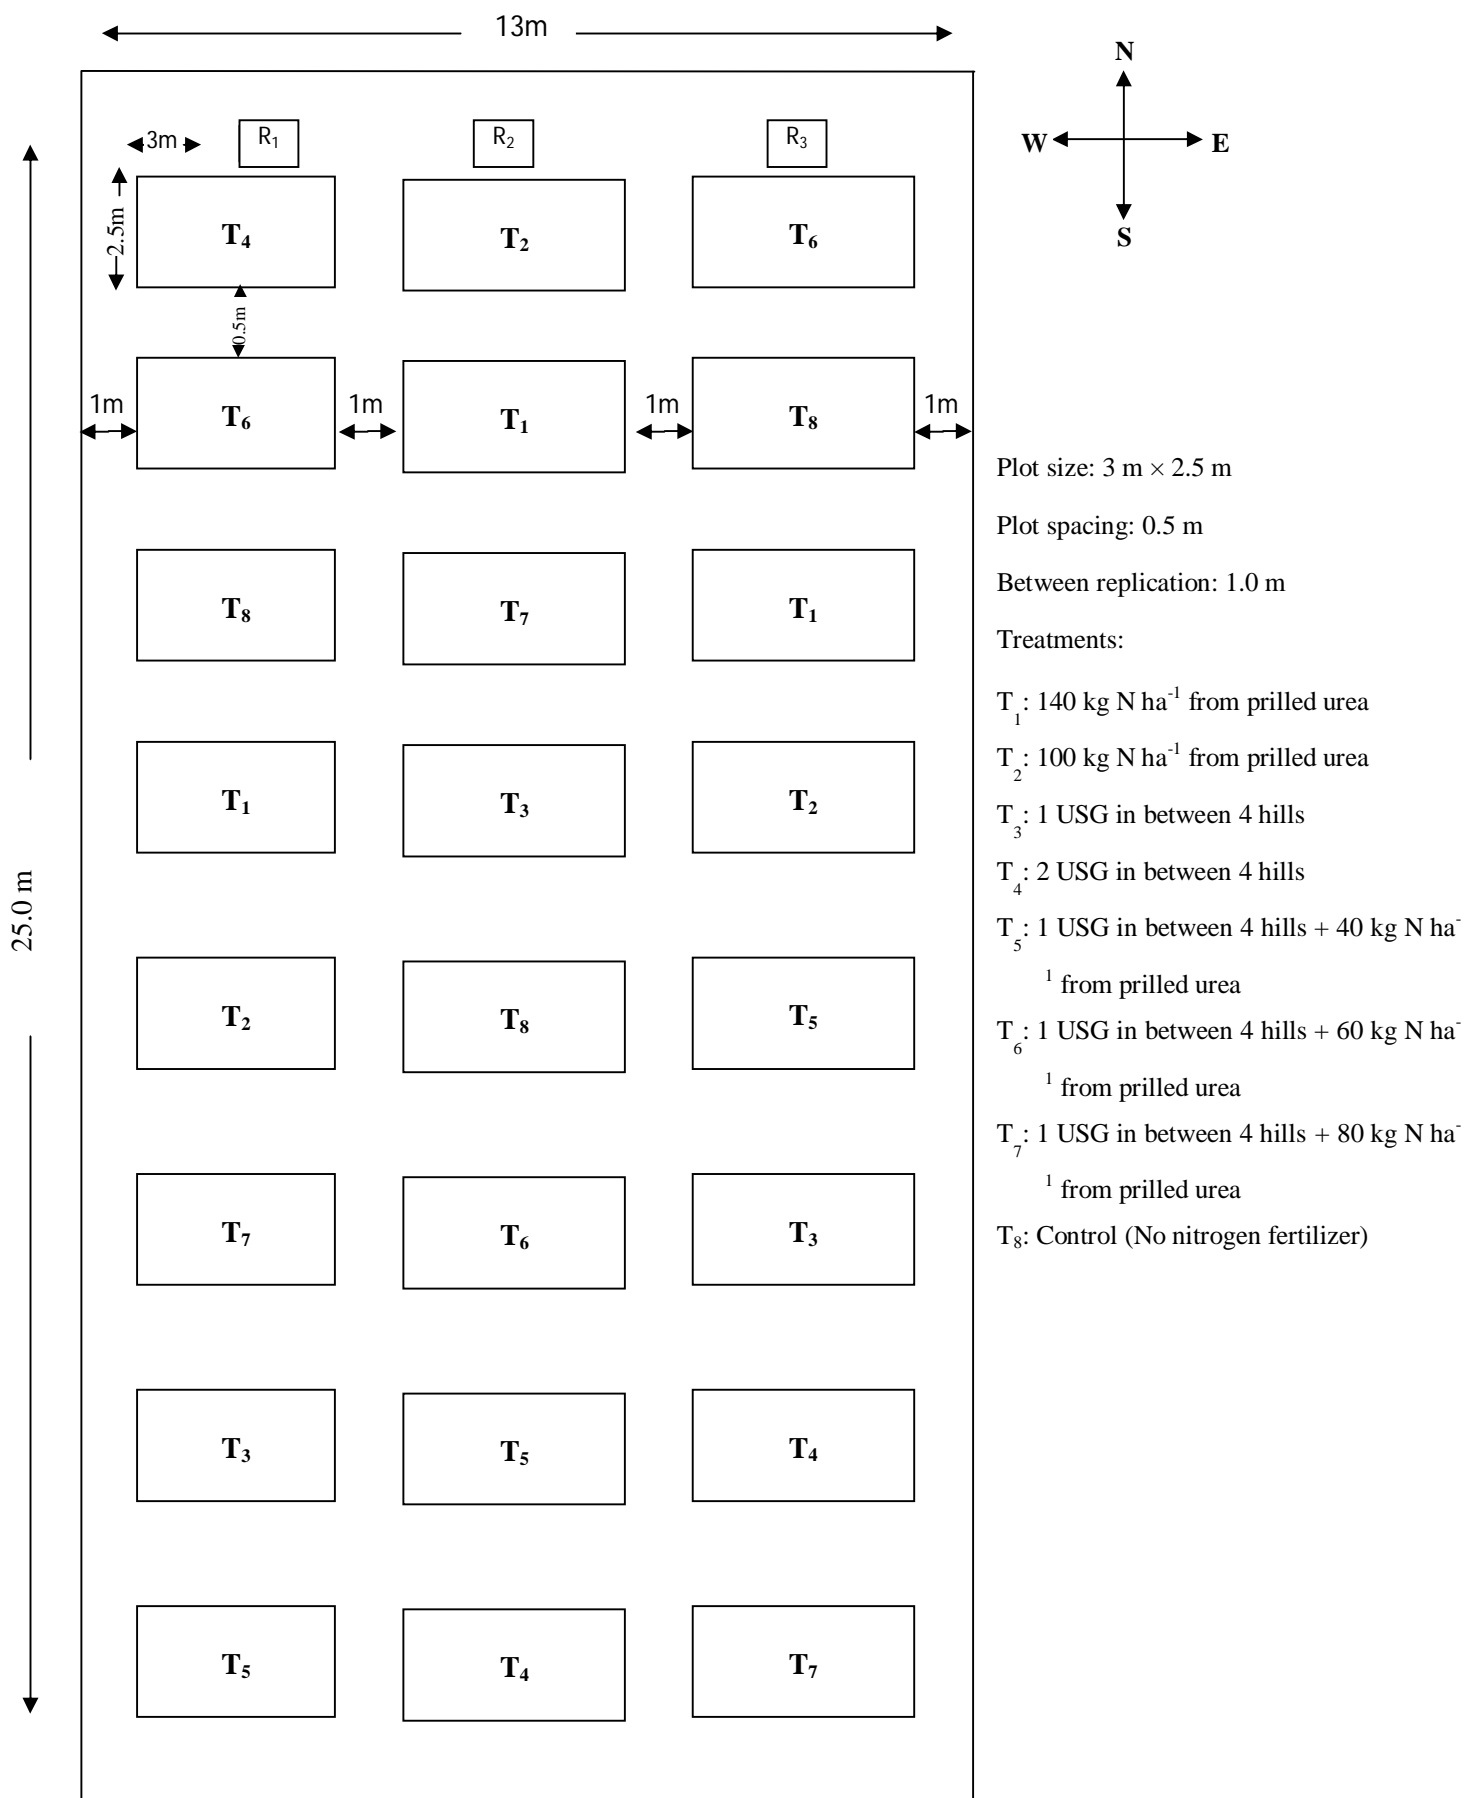 13m
N
W E
S
3m R₁ R₂ R₃
2.5m
T₄ T₂ T₆
0.5m
T₆ T₁ T₈
1m 1m 1m 1m
T₈ T₇ T₁
T₁ T₃ T₂
25.0 m
T₂ T₈ T₅
T₇ T₆ T₃
T₃ T₅ T₄
T₅ T₄ T₇
Plot size: 3 m × 2.5 m
Plot spacing: 0.5 m
Between replication: 1.0 m
Treatments:
T₁: 140 kg N ha⁻¹ from prilled urea
T₂: 100 kg N ha⁻¹ from prilled urea
T₃: 1 USG in between 4 hills
T₄: 2 USG in between 4 hills
T₅: 1 USG in between 4 hills + 40 kg N ha⁻
¹ from prilled urea
T₆: 1 USG in between 4 hills + 60 kg N ha⁻
¹ from prilled urea
T₇: 1 USG in between 4 hills + 80 kg N ha⁻
¹ from prilled urea
T₈: Control (No nitrogen fertilizer)